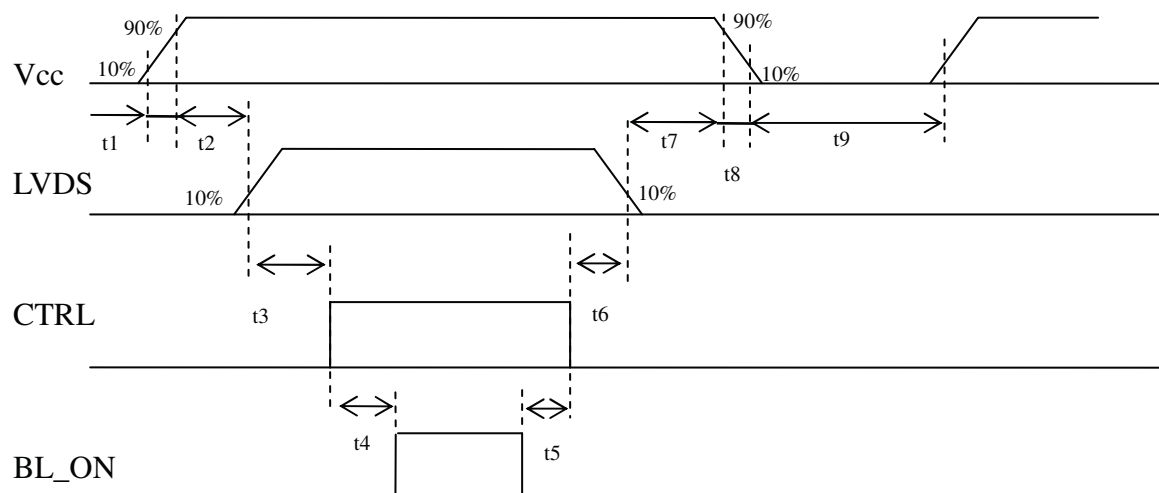 90%
90%
Vcc
10%
10%
t1
t2
t7
t8
t9
LVDS
10%
10%
t3
t6
CTRL
t4
t5
BL_ON